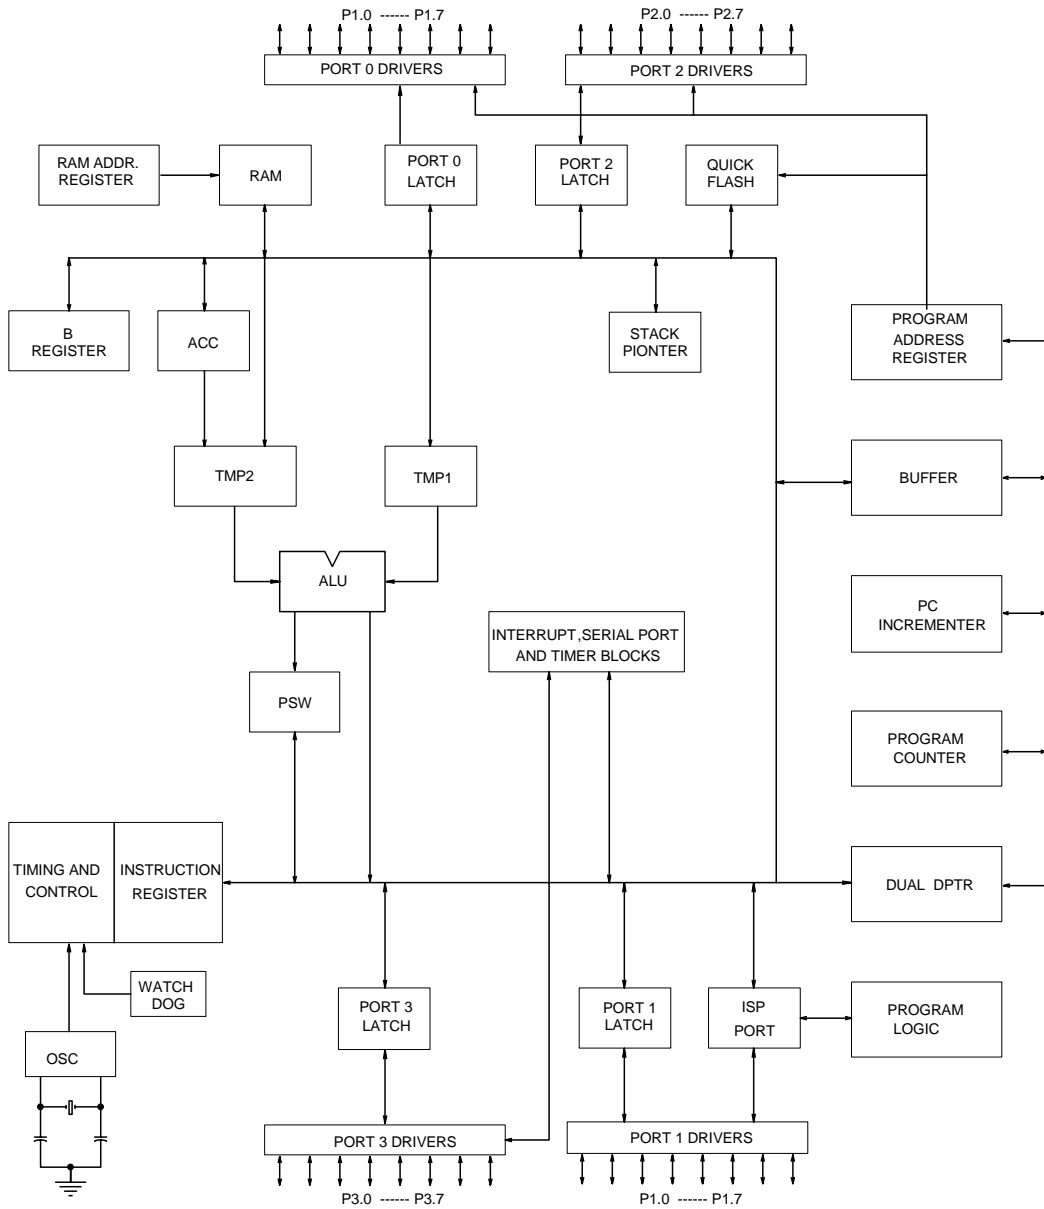 P1.0 ------ P1.7
P2.0 ------ P2.7
PORT 0 DRIVERS
PORT 2 DRIVERS
RAM ADDR.
REGISTER
RAM
PORT 0
LATCH
PORT 2
LATCH
QUICK
FLASH
B
REGISTER
ACC
STACK
PIONTER
PROGRAM
ADDRESS
REGISTER
TMP2
TMP1
BUFFER
ALU
PC
INCREMENTER
INTERRUPT,SERIAL PORT
AND TIMER BLOCKS
PSW
PROGRAM
COUNTER
TIMING AND
CONTROL
INSTRUCTION
REGISTER
DUAL DPTR
WATCH
DOG
PORT 3
LATCH
PORT 1
LATCH
ISP
PORT
PROGRAM
LOGIC
OSC
PORT 3 DRIVERS
PORT 1 DRIVERS
P3.0 ------ P3.7
P1.0 ------ P1.7